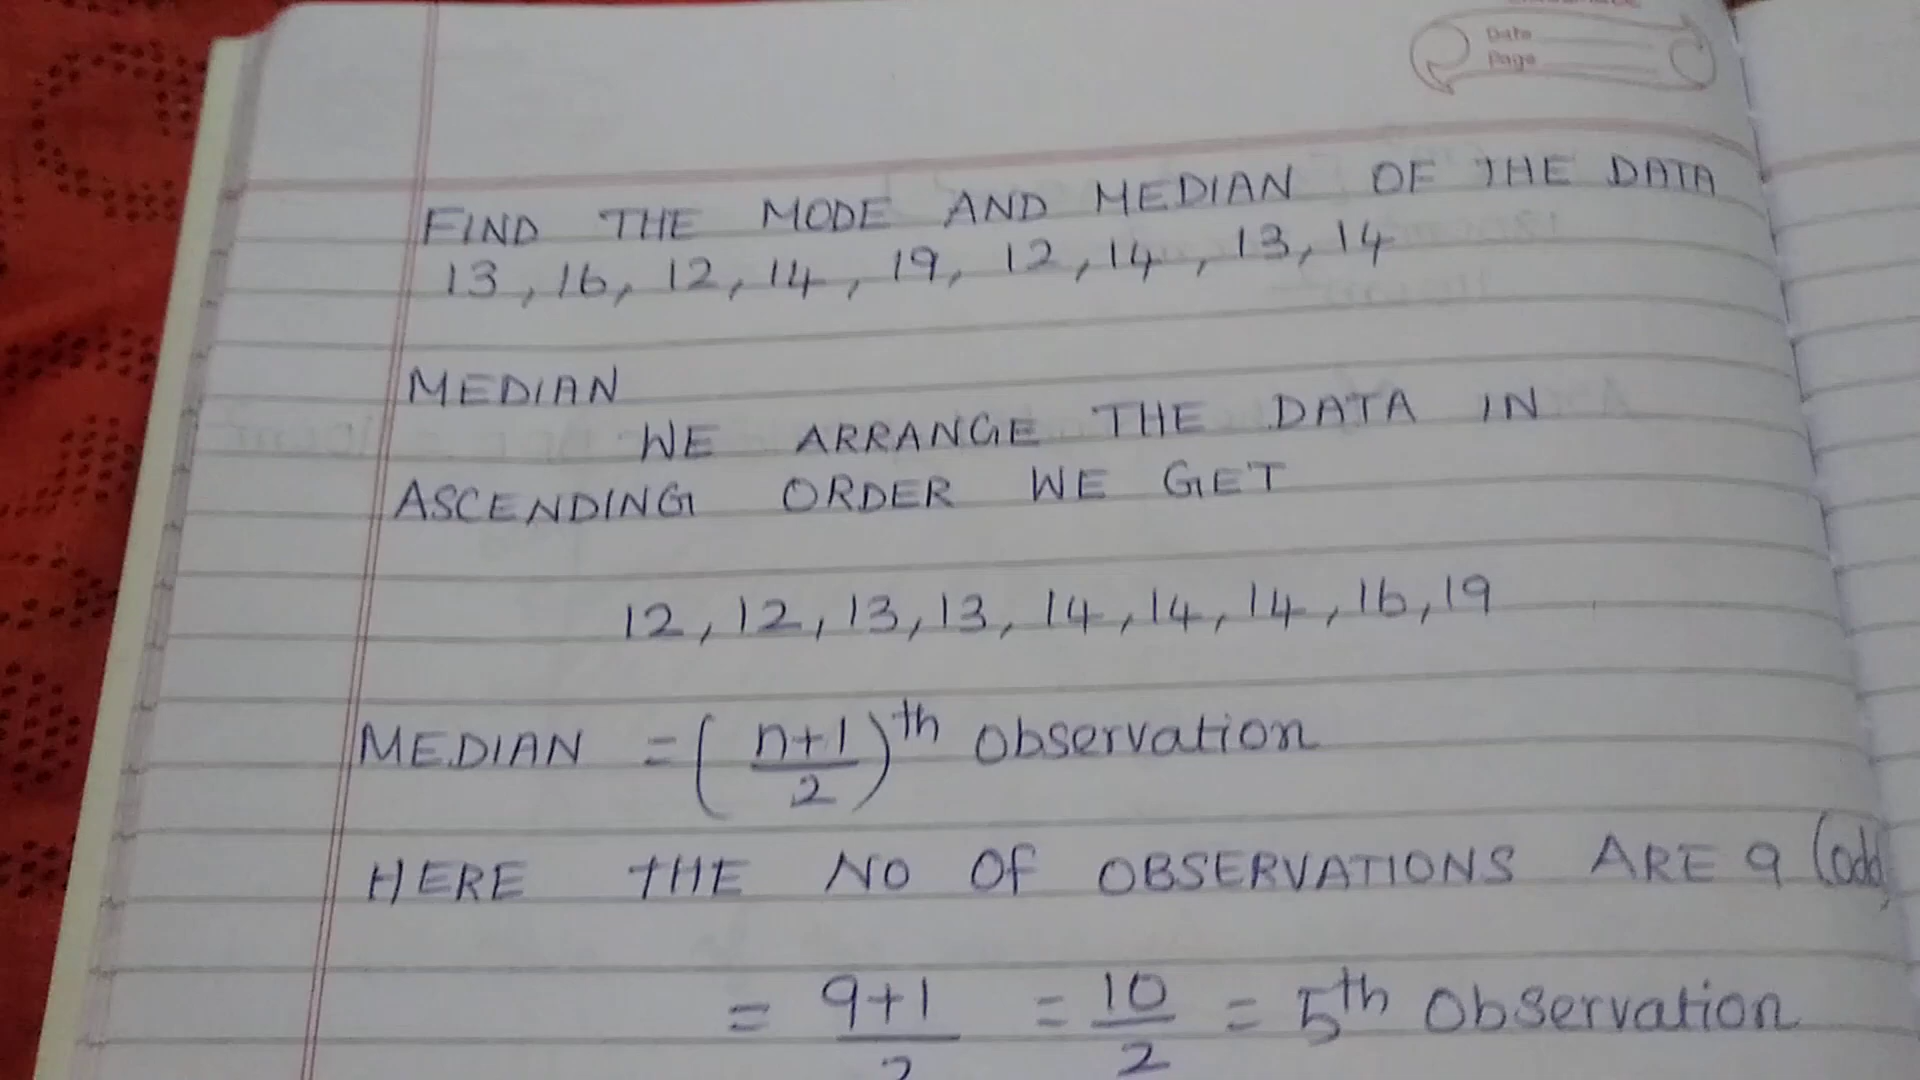 Date
Page
FIND THE MODE AND MEDIAN OF THE DATA
13, 16, 12, 14, 19, 12, 14, 13, 14
MEDIAN
WE ARRANGE THE DATA IN
ASCENDING ORDER WE GET
12, 12, 13, 13, 14, 14, 14, 16, 19
MEDIAN = (n+1/2)th observation
HERE THE NO OF OBSERVATIONS ARE 9 (odd)
= 9+1/2 = 10/2 = 5th observation